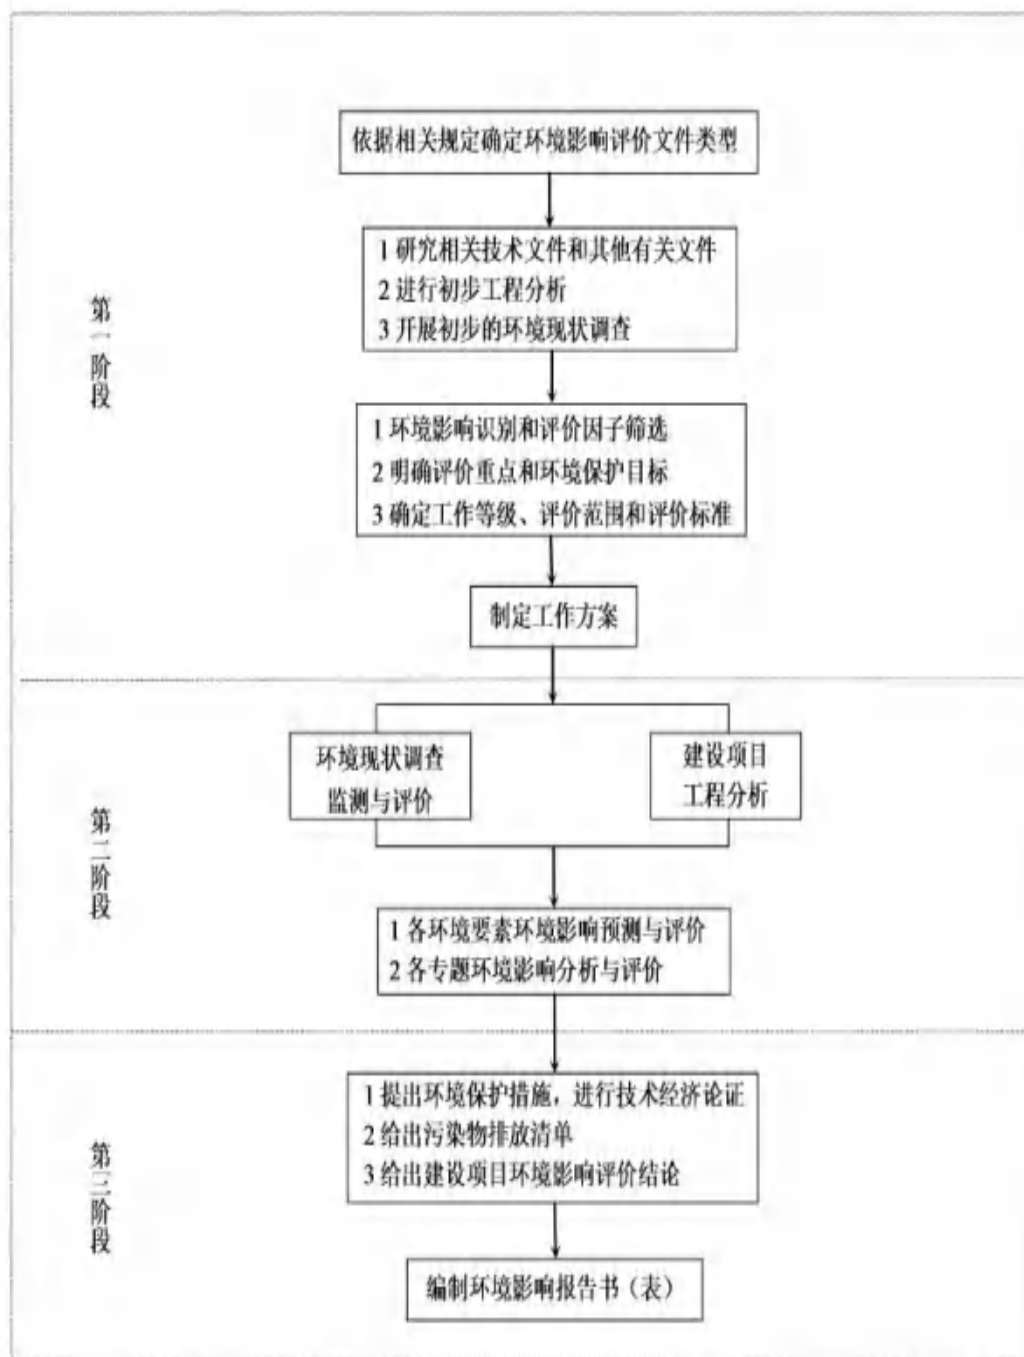 依据相关规定确定环境影响评价文件类型
1 研究相关技术文件和其他有关文件
2 进行初步工程分析
3 开展初步的环境现状调查
第一阶段
1 环境影响识别和评价因子筛选
2 明确评价重点和环境保护目标
3 确定工作等级、评价范围和评价标准
制定工作方案
环境现状调查
监测与评价
建设项目
工程分析
第二阶段
1 各环境要素环境影响预测与评价
2 各专题环境影响分析与评价
1 提出环境保护措施，进行技术经济论证
2 给出污染物排放清单
3 给出建设项目环境影响评价结论
第三阶段
编制环境影响报告书（表）